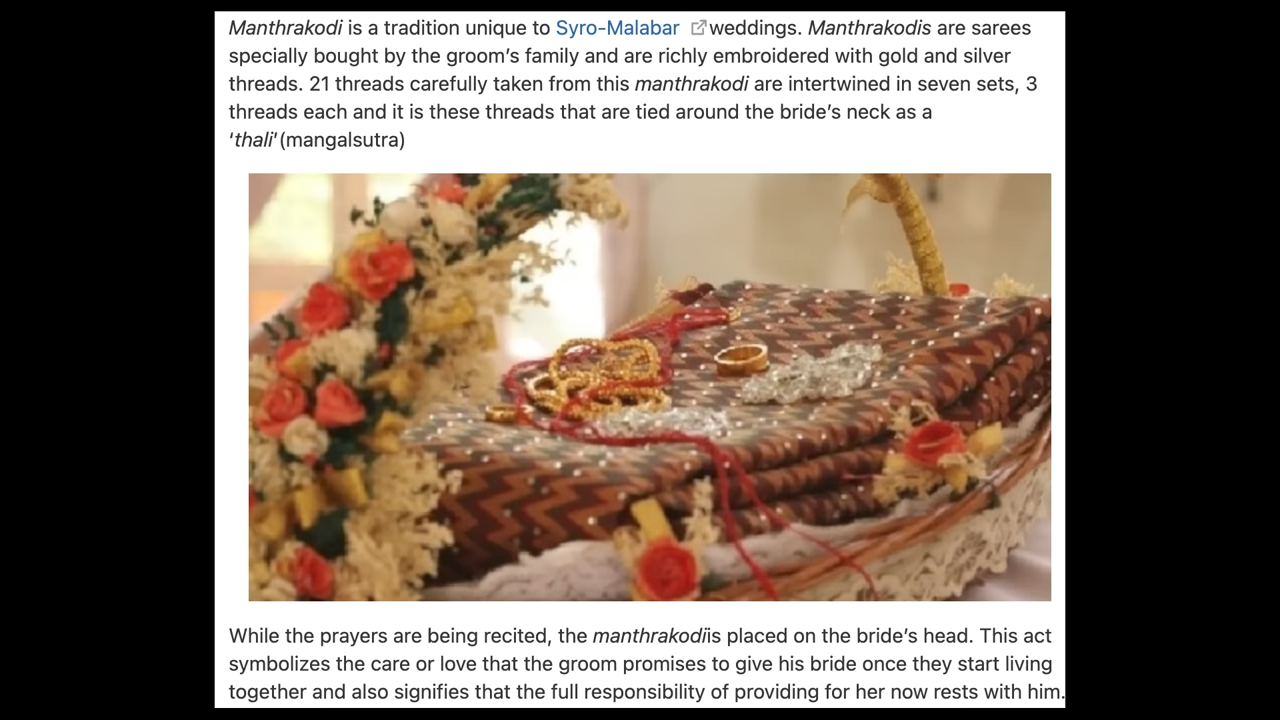 Manthrakodi is a tradition unique to Syro-Malabar weddings. Manthrakodis are sarees
specially bought by the groom’s family and are richly embroidered with gold and silver
threads. 21 threads carefully taken from this manthrakodi are intertwined in seven sets, 3
threads each and it is these threads that are tied around the bride’s neck as a
‘thali’ (mangalsutra)
While the prayers are being recited, the manthrakodiis placed on the bride’s head. This act
symbolizes the care or love that the groom promises to give his bride once they start living
together and also signifies that the full responsibility of providing for her now rests with him.